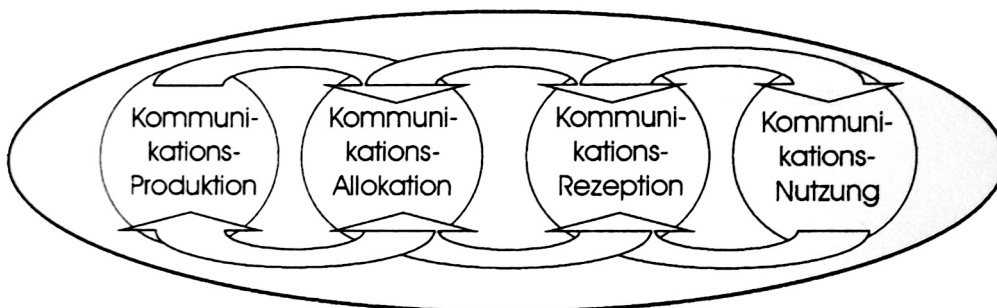 Kommuni-
kations-
Produktion
Kommuni-
kations-
Allokation
Kommuni-
kations-
Rezeption
Kommuni-
kations-
Nutzung